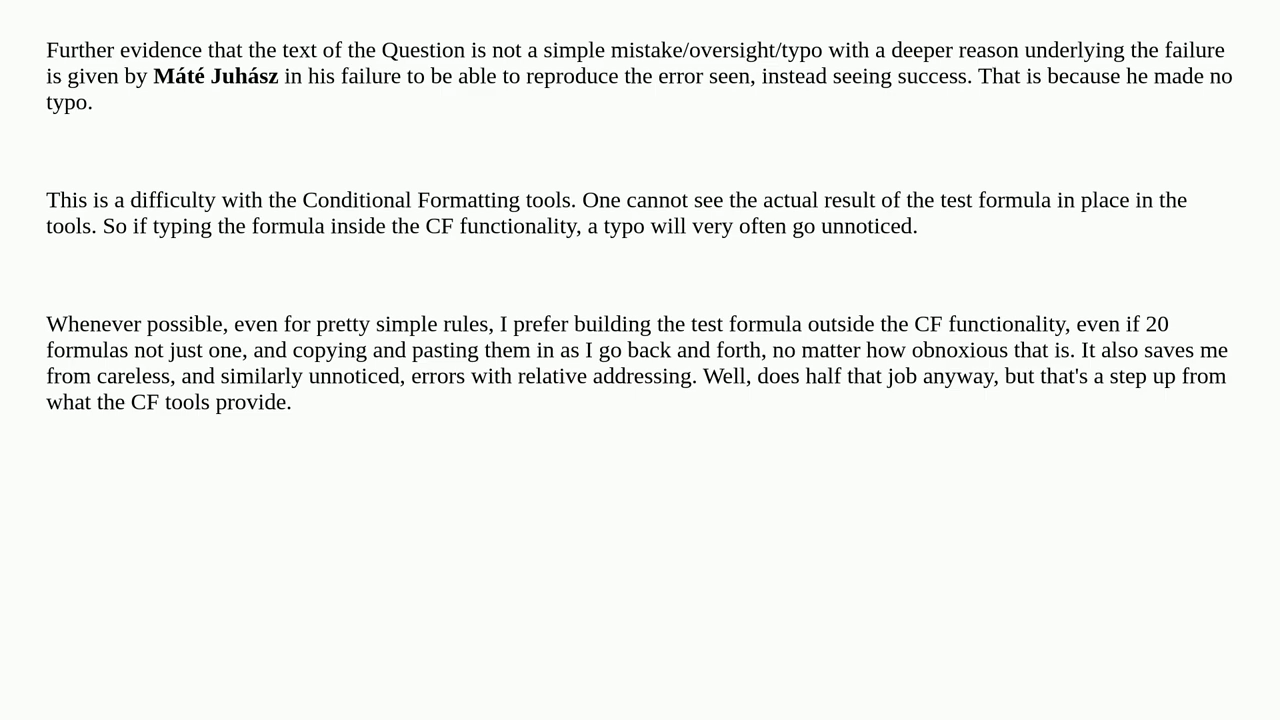 Further evidence that the text of the Question is not a simple mistake/oversight/typo with a deeper reason underlying the failure
is given by Máté Juhász in his failure to be able to reproduce the error seen, instead seeing success. That is because he made no
typo.
This is a difficulty with the Conditional Formatting tools. One cannot see the actual result of the test formula in place in the
tools. So if typing the formula inside the CF functionality, a typo will very often go unnoticed.
Whenever possible, even for pretty simple rules, I prefer building the test formula outside the CF functionality, even if 20
formulas not just one, and copying and pasting them in as I go back and forth, no matter how obnoxious that is. It also saves me
from careless, and similarly unnoticed, errors with relative addressing. Well, does half that job anyway, but that's a step up from
what the CF tools provide.